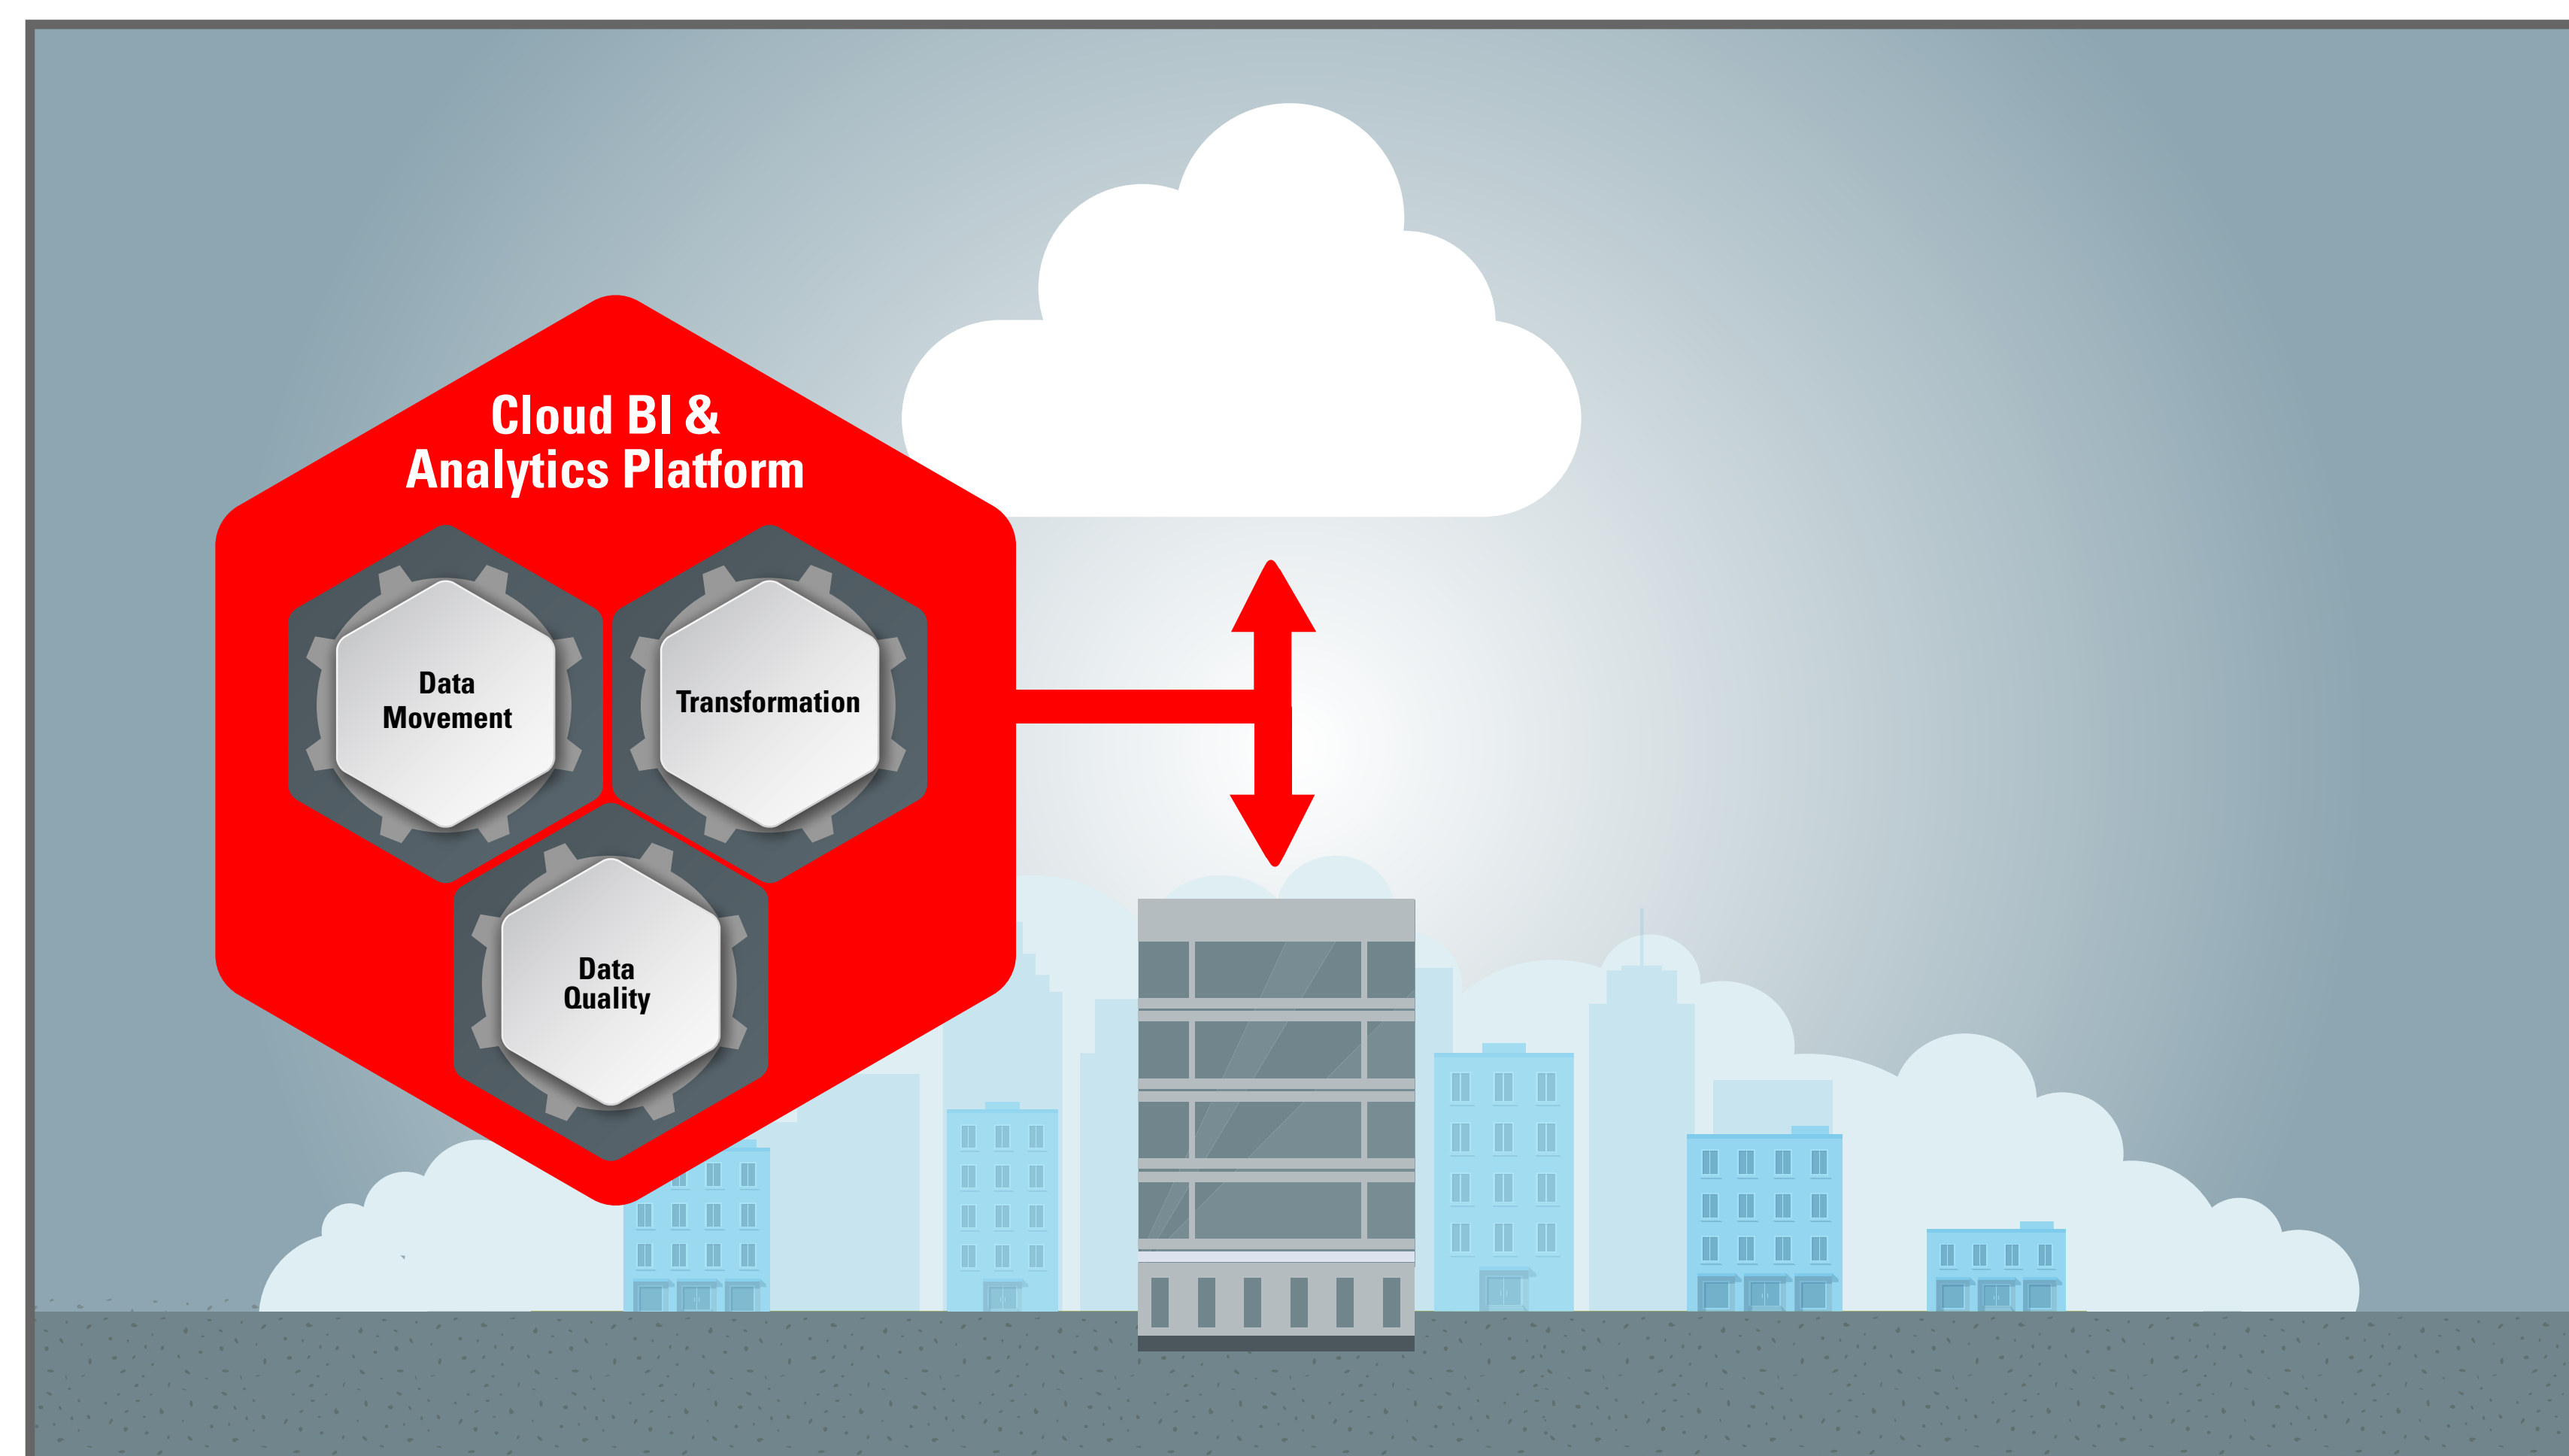 Cloud BI &
Analytics Platform
Data
Movement
Transformation
Data
Quality